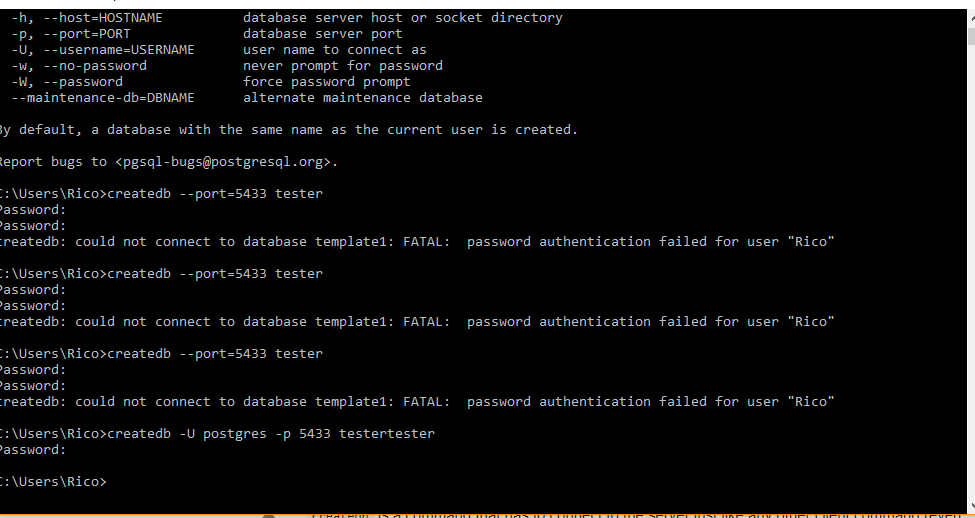 -h, --host=HOSTNAME          database server host or socket directory
-p, --port=PORT              database server port
-U, --username=USERNAME      user name to connect as
-w, --no-password            never prompt for password
-W, --password               force password prompt
--maintenance-db=DBNAME      alternate maintenance database
By default, a database with the same name as the current user is created.
Report bugs to <pgsql-bugs@postgresql.org>.
C:\Users\Rico>createdb --port=5433 tester
Password:
Password:
createdb: could not connect to database template1: FATAL:  password authentication failed for user "Rico"
C:\Users\Rico>createdb --port=5433 tester
Password:
Password:
createdb: could not connect to database template1: FATAL:  password authentication failed for user "Rico"
C:\Users\Rico>createdb --port=5433 tester
Password:
Password:
createdb: could not connect to database template1: FATAL:  password authentication failed for user "Rico"
C:\Users\Rico>createdb -U postgres -p 5433 testertester
Password:
C:\Users\Rico>